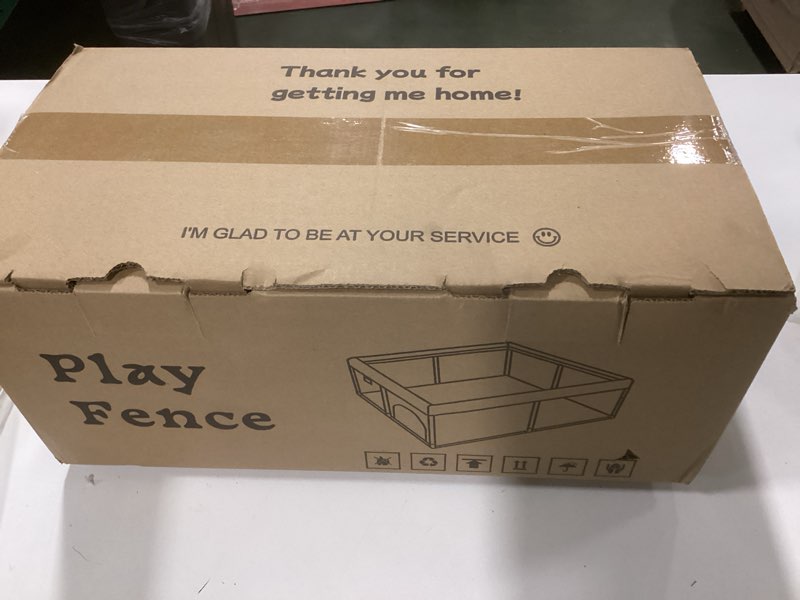 Thank you for
getting me home!
I'M GLAD TO BE AT YOUR SERVICE
Play
Fence